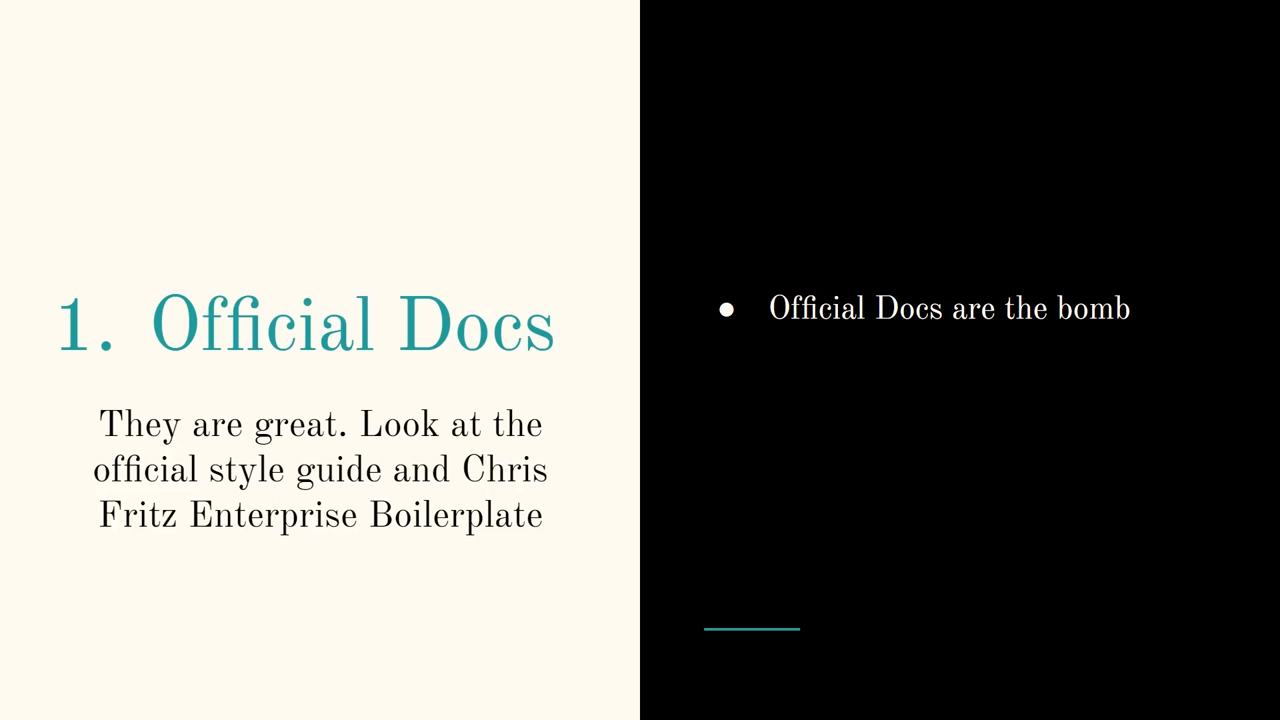 1. Official Docs
They are great. Look at the
official style guide and Chris
Fritz Enterprise Boilerplate
● Official Docs are the bomb